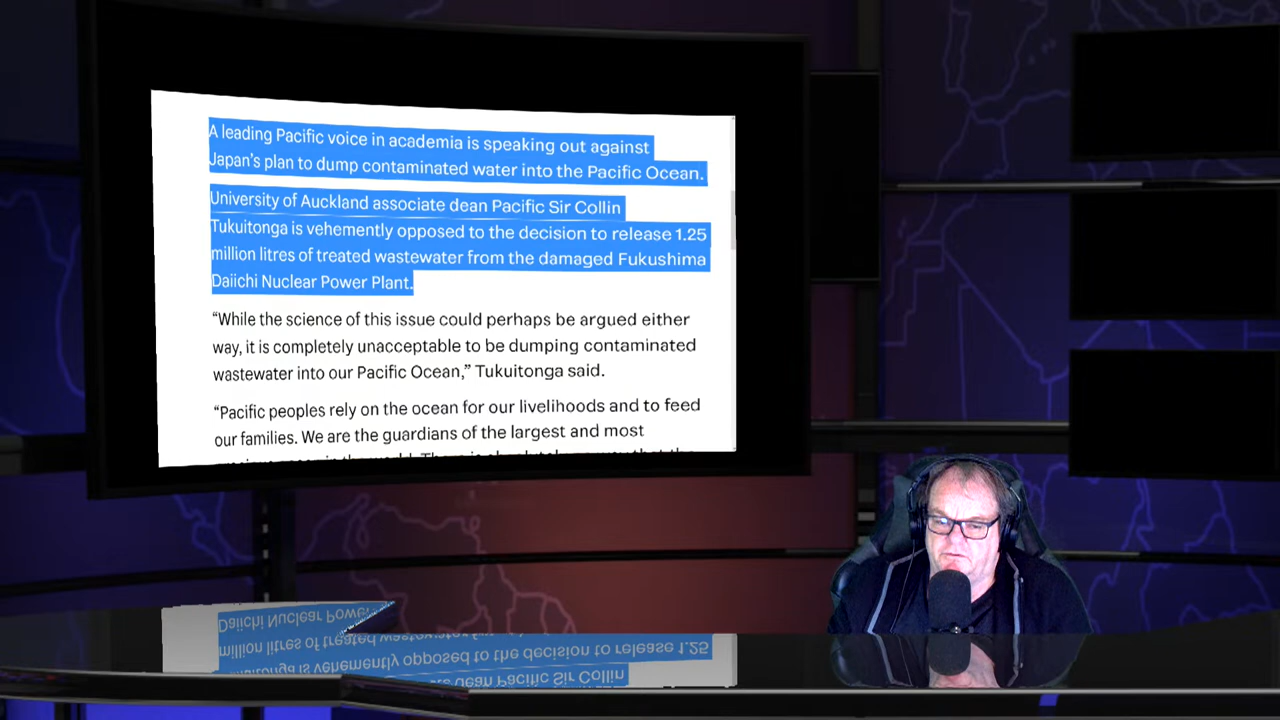 A leading Pacific voice in academia is speaking out against
Japan's plan to dump contaminated water into the Pacific Ocean.
University of Auckland associate dean Pacific Sir Collin
Tukuitonga is vehemently opposed to the decision to release 1.25
million litres of treated wastewater from the damaged Fukushima
Daiichi Nuclear Power Plant.
“While the science of this issue could perhaps be argued either
way, it is completely unacceptable to be dumping contaminated
wastewater into our Pacific Ocean,” Tukuitonga said.
“Pacific peoples rely on the ocean for our livelihoods and to feed
our families. We are the guardians of the largest and most